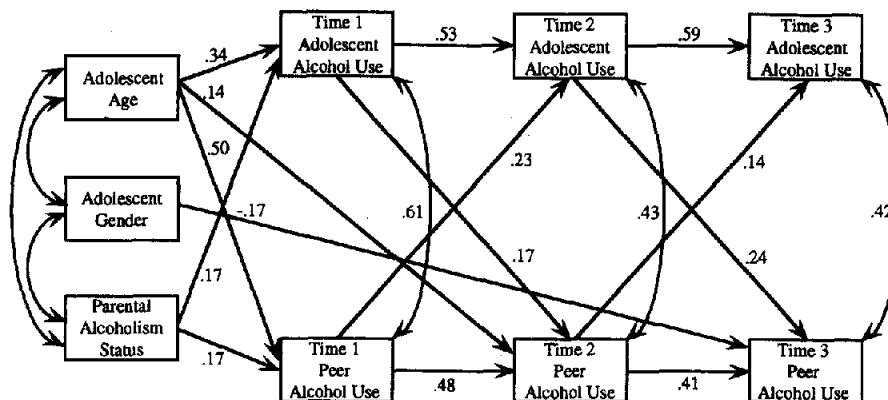 Time 1
Adolescent
Alcohol Use
.53
Time 2
Adolescent
Alcohol Use
.59
Time 3
Adolescent
Alcohol Use
Adolescent
Age
.34
.14
.50
.23
.14
Adolescent
Gender
-.17
.61
.43
.42
.17
.24
.17
Parental
Alcoholism
Status
.17
Time 1
Peer
Alcohol Use
.48
Time 2
Peer
Alcohol Use
.41
Time 3
Peer
Alcohol Use